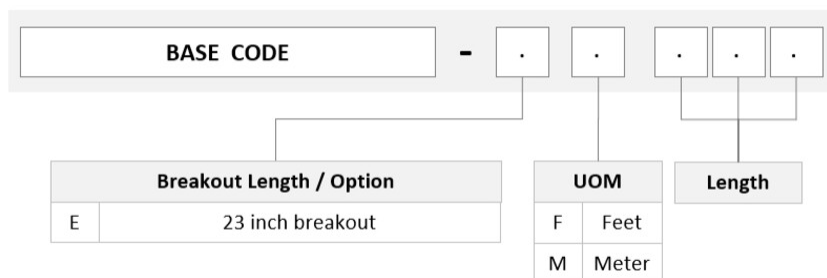 BASE CODE - . . . . .
Breakout Length / Option UOM Length
E 23 inch breakout F Feet
M Meter